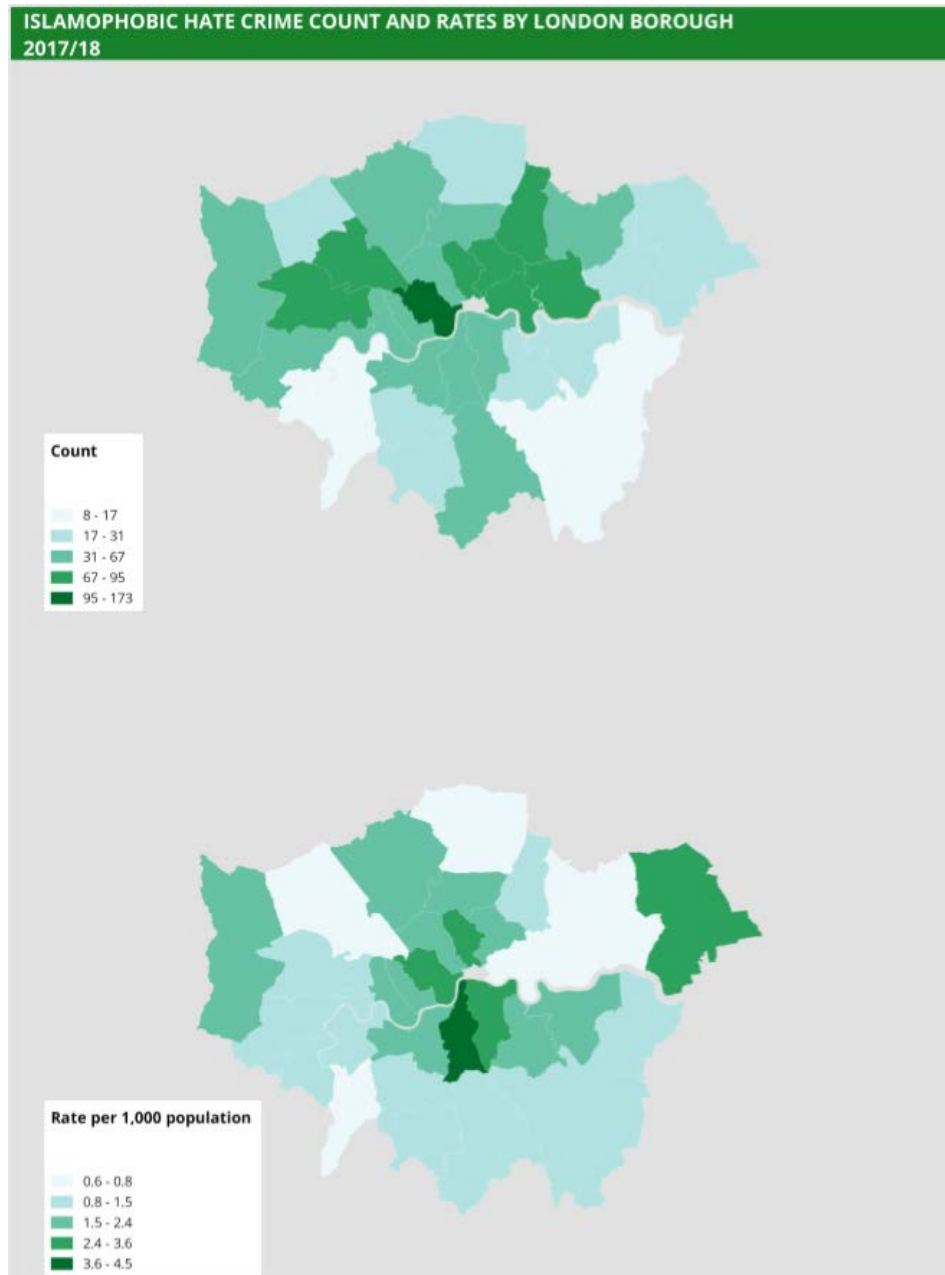 ISLAMOPHOBIC HATE CRIME COUNT AND RATES BY LONDON BOROUGH
2017/18
Count
8 - 17
17 - 31
31 - 67
67 - 95
95 - 173
Rate per 1,000 population
0.6 - 0.8
0.8 - 1.5
1.5 - 2.4
2.4 - 3.6
3.6 - 4.5